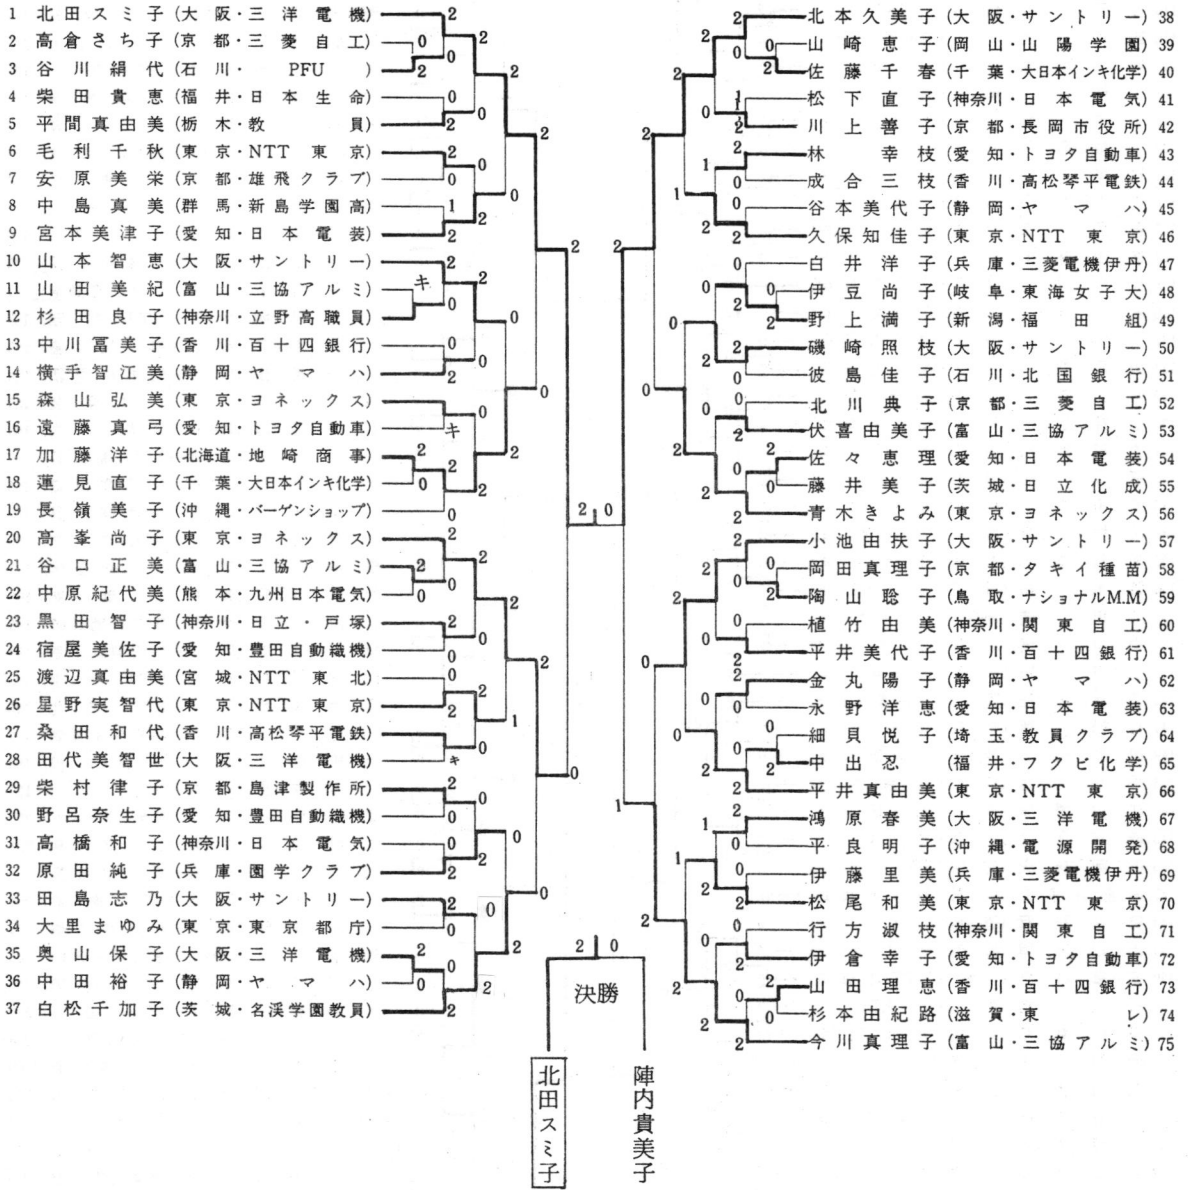 1 北田スミ子(大阪・三洋電機)
2 高倉さち子(京都・三菱自工)
3 谷川絹代(石川・PFU)
4 柴田貴恵(福井・日本生命)
5 平間真由美(栃木・教員)
6 毛利千秋(東京・NTT東京)
7 安原美栄(京都・雄飛クラブ)
8 中島真美(群馬・新島学園高)
9 宮本美津子(愛知・日本電装)
10 山本智恵(大阪・サントリー)
11 山田美紀(富山・三協アルミ)
12 杉田良子(神奈川・立野高職員)
13 中川冨美子(香川・百十四銀行)
14 横手智江美(静岡・ヤマハ)
15 森山弘美(東京・ヨネックス)
16 遠藤真弓(愛知・トヨタ自動車)
17 加藤洋子(北海道・地崎商事)
18 蓮見直子(千葉・大日本インキ化学)
19 長嶺美子(沖縄・バーゲンショップ)
20 高峯尚子(東京・ヨネックス)
21 谷口正美(富山・三協アルミ)
22 中原紀代美(熊本・九州日本電気)
23 黒田智子(神奈川・日立・戸塚)
24 宿屋美佐子(愛知・豊田自動織機)
25 渡辺真由美(宮城・NTT東北)
26 星野実智代(東京・NTT東京)
27 桑田和代(香川・高松琴平電鉄)
28 田代美智世(大阪・三洋電機)
29 柴村律子(京都・島津製作所)
30 野呂奈生子(愛知・豊田自動織機)
31 高橋和子(神奈川・日本電気)
32 原田純子(兵庫・園学クラブ)
33 田島志乃(大阪・サントリー)
34 大里まゆみ(東京・東京都庁)
35 奥山保子(大阪・三洋電機)
36 中田裕子(静岡・ヤマハ)
37 白松千加子(茨城・名渓学園教員)
北本久美子(大阪・サントリー) 38
山崎恵子(岡山・山陽学園) 39
佐藤千春(千葉・大日本インキ化学) 40
松下直子(神奈川・日本電気) 41
川上善子(京都・長岡市役所) 42
林幸枝(愛知・トヨタ自動車) 43
成合三枝(香川・高松琴平電鉄) 44
谷本美代子(静岡・ヤマハ) 45
久保知佳子(東京・NTT東京) 46
白井洋子(兵庫・三菱電機伊丹) 47
伊豆尚子(岐阜・東海女子大) 48
野上満子(新潟・福田組) 49
磯崎照枝(大阪・サントリー) 50
彼島佳子(石川・北国銀行) 51
北川典子(京都・三菱自工) 52
伏喜由美子(富山・三協アルミ) 53
佐々恵理(愛知・日本電装) 54
藤井美子(茨城・日立化成) 55
青木きよみ(東京・ヨネックス) 56
小池由扶子(大阪・サントリー) 57
岡田真理子(京都・タキイ種苗) 58
陶山聡子(鳥取・ナショナルM.M) 59
植竹由美(神奈川・関東自工) 60
平井美代子(香川・百十四銀行) 61
金丸陽子(静岡・ヤマハ) 62
永野洋恵(愛知・日本電装) 63
細貝悦子(埼玉・教員クラブ) 64
中出忍(福井・フクビ化学) 65
平井真由美(東京・NTT東京) 66
鴻原春美(大阪・三洋電機) 67
平良明子(沖縄・電源開発) 68
伊藤里美(兵庫・三菱電機伊丹) 69
松尾和美(東京・NTT東京) 70
行方淑枝(神奈川・関東自工) 71
伊倉幸子(愛知・トヨタ自動車) 72
山田理恵(香川・百十四銀行) 73
杉本由紀路(滋賀・東レ) 74
今川真理子(富山・三協アルミ) 75
2 0
2 0
決勝
北田スミ子
陣内貴美子